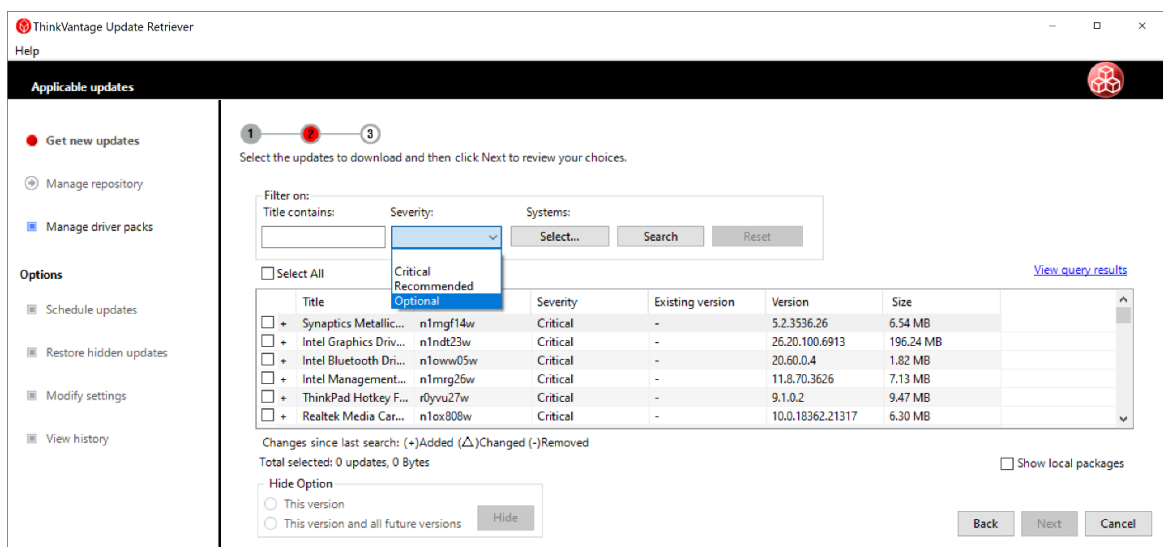 ThinkVantage Update Retriever
Help
Applicable updates
Get new updates
Manage repository
Manage driver packs
Options
Schedule updates
Restore hidden updates
Modify settings
View history
1 2 3
Select the updates to download and then click Next to review your choices.
Filter on:
Title contains: Severity: Systems:
Select... Search Reset
Critical
Recommended
Optional
Select All View query results
Title Severity Existing version Version Size
+ Synaptics Metallic... n1mgf14w Critical - 5.2.3536.26 6.54 MB
+ Intel Graphics Driv... n1ndt23w Critical - 26.20.100.6913 196.24 MB
+ Intel Bluetooth Dri... n1oww05w Critical - 20.60.0.4 1.82 MB
+ Intel Management... n1mrg26w Critical - 11.8.70.3626 7.13 MB
+ ThinkPad Hotkey F... r0yvu27w Critical - 9.1.0.2 9.47 MB
+ Realtek Media Car... n1ox808w Critical - 10.0.18362.21317 6.30 MB
Changes since last search: (+)Added (△)Changed (-)Removed
Total selected: 0 updates, 0 Bytes
Show local packages
Hide Option
This version
This version and all future versions
Hide
Back Next Cancel